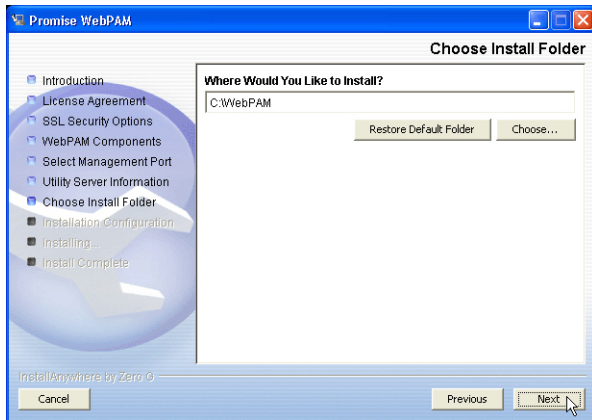 Promise WebPAM
Choose Install Folder
Introduction
License Agreement
SSL Security Options
WebPAM Components
Select Management Port
Utility Server Information
Choose Install Folder
Installation Configuration
Installing...
Install Complete
Where Would You Like to Install?
C:\WebPAM
Restore Default Folder
Choose...
InstallAnywhere by Zero G
Cancel
Previous
Next